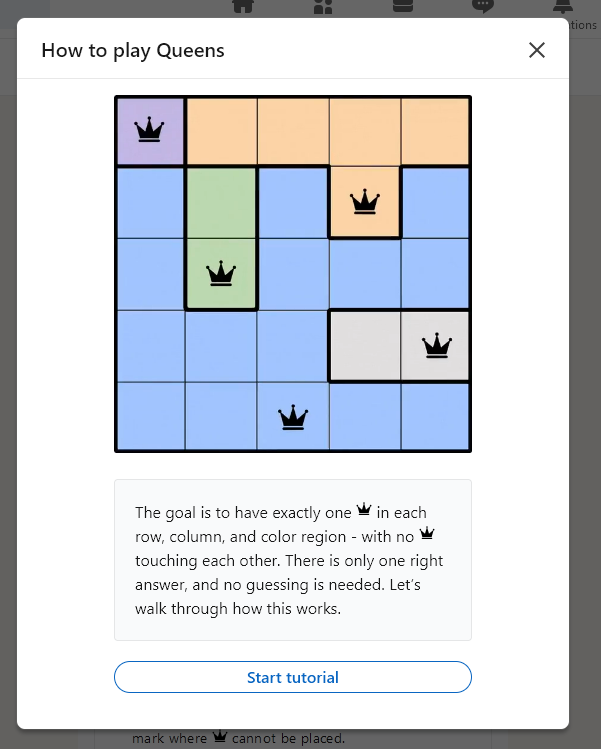 tions
How to play Queens
The goal is to have exactly one in each
row, column, and color region - with no
touching each other. There is only one right
answer, and no guessing is needed. Let's
walk through how this works.
Start tutorial
mark where cannot be placed.